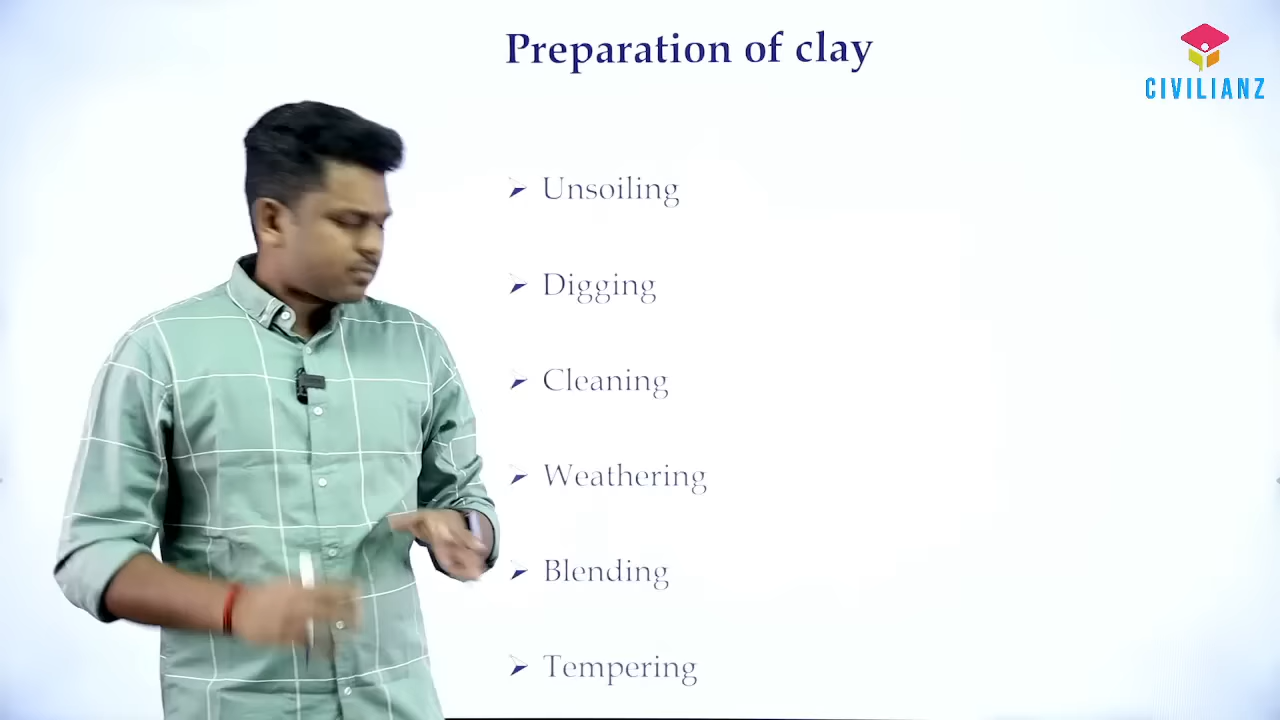 Preparation of clay
CIVILIANZ
Unsoiling
Digging
Cleaning
Weathering
Blending
Tempering